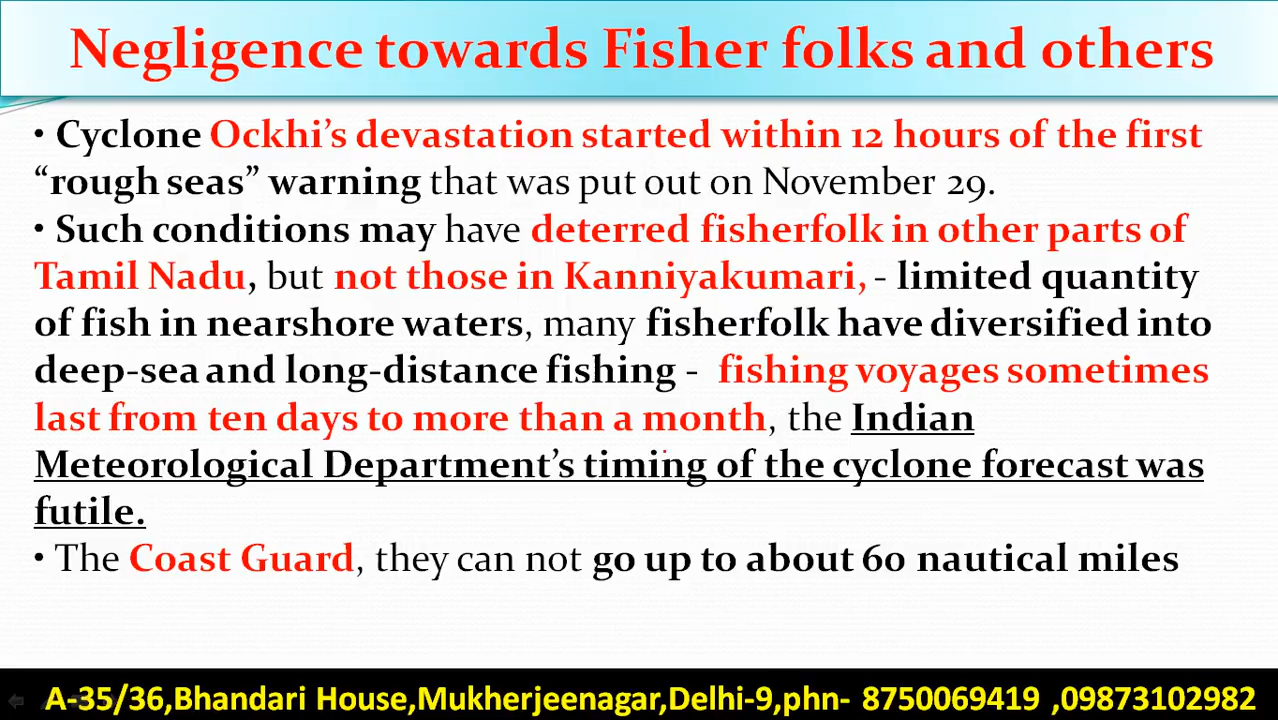 Negligence towards Fisher folks and others
• Cyclone Ockhi’s devastation started within 12 hours of the first
“rough seas” warning that was put out on November 29.
• Such conditions may have deterred fisherfolk in other parts of
Tamil Nadu, but not those in Kanniyakumari, - limited quantity
of fish in nearshore waters, many fisherfolk have diversified into
deep-sea and long-distance fishing - fishing voyages sometimes
last from ten days to more than a month, the Indian
Meteorological Department’s timing of the cyclone forecast was
futile.
• The Coast Guard, they can not go up to about 60 nautical miles
A-35/36,Bhandari House,Mukherjeenagar,Delhi-9,phn- 8750069419 ,09873102982